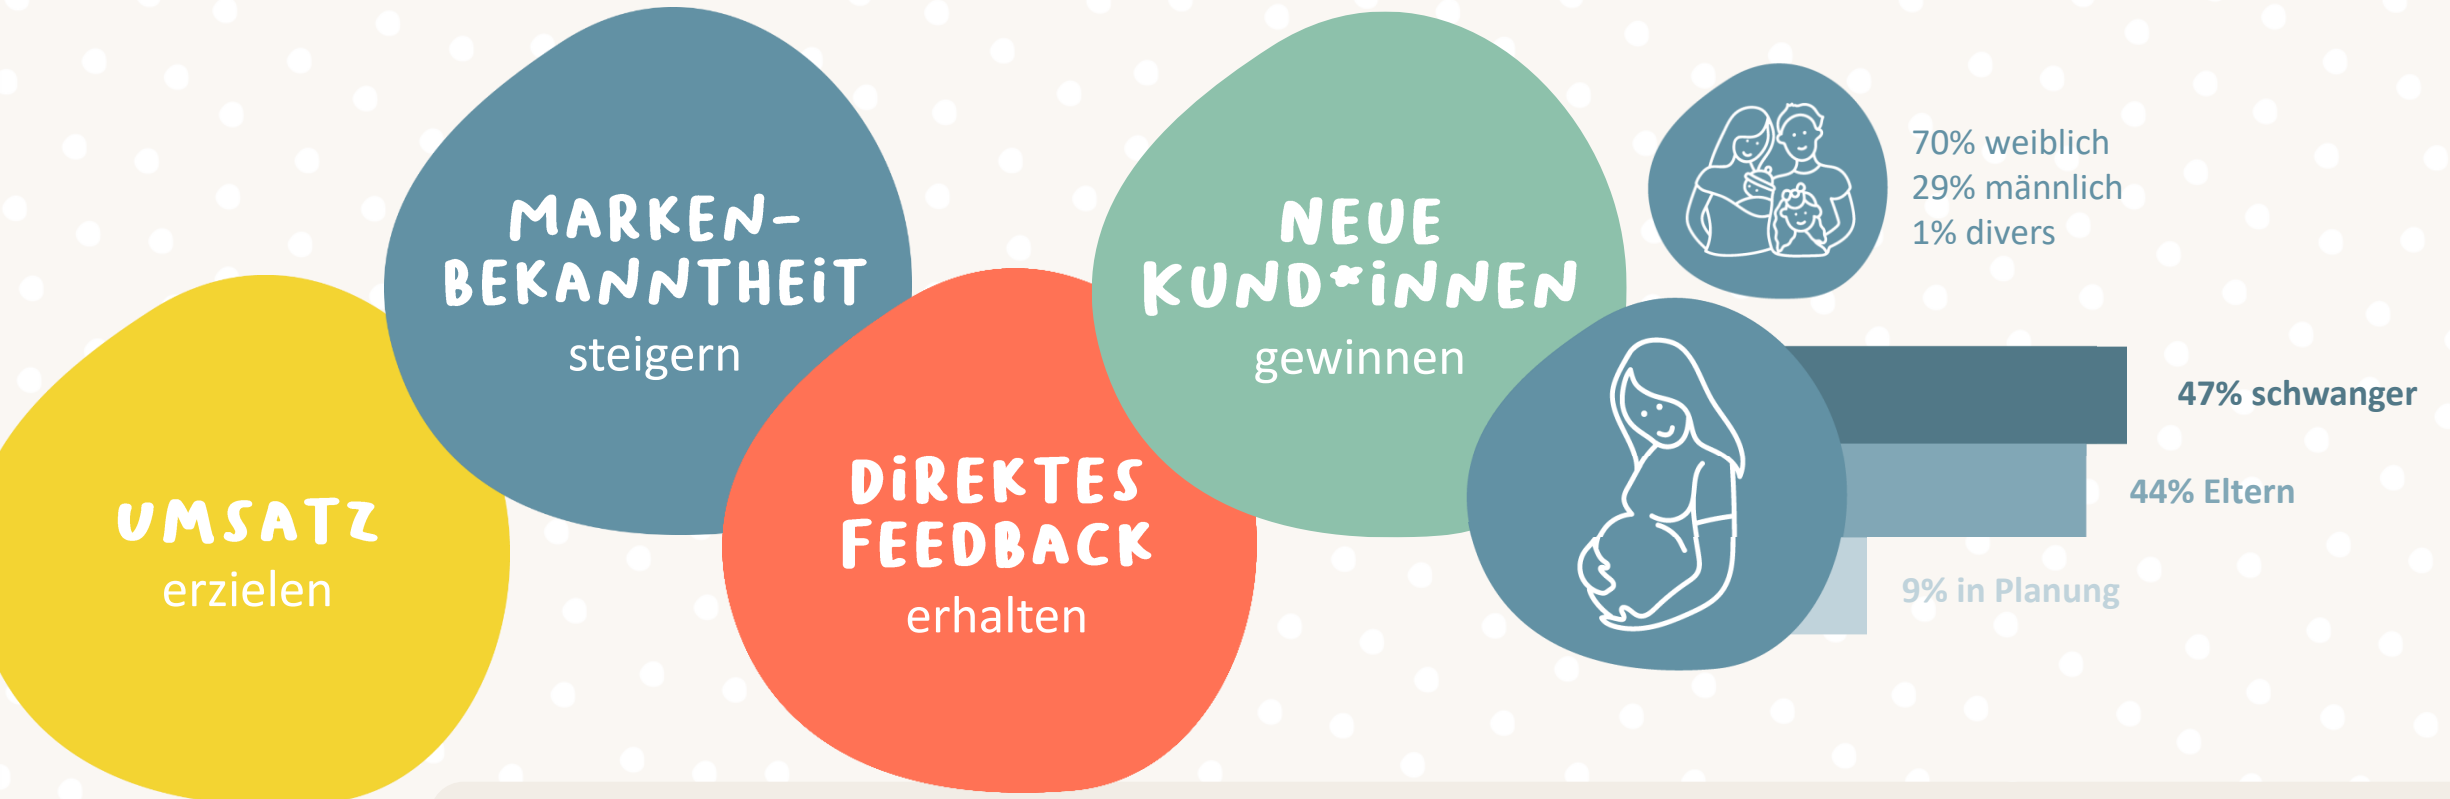 UMSATZ
erzielen
MARKEN-
BEKANNTHEiT
steigern
DiREKTES
FEEDBACK
erhalten
NEUE
KUND*iNNEN
gewinnen
70% weiblich
29% männlich
1% divers
47% schwanger
44% Eltern
9% in Planung